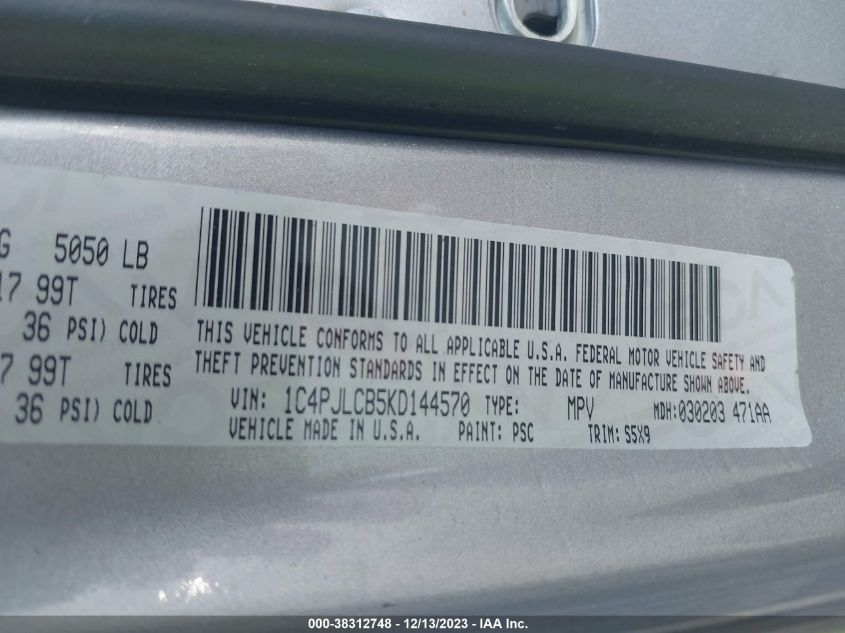 G 5050 LB
17 99T TIRES
36 PSI) COLD
7 99T TIRES
36 PSI) COLD
THIS VEHICLE CONFORMS TO ALL APPLICABLE U.S.A. FEDERAL MOTOR VEHICLE SAFETY AND
THEFT PREVENTION STANDARDS IN EFFECT ON THE DATE OF MANUFACTURE SHOWN ABOVE.
VIN: 1C4PJLCB5KD144570 TYPE: MPV MDH:030203 471AA
VEHICLE MADE IN U.S.A. PAINT: PSC TRIM: S5X9
000-38312748 - 12/13/2023 - IAA Inc.